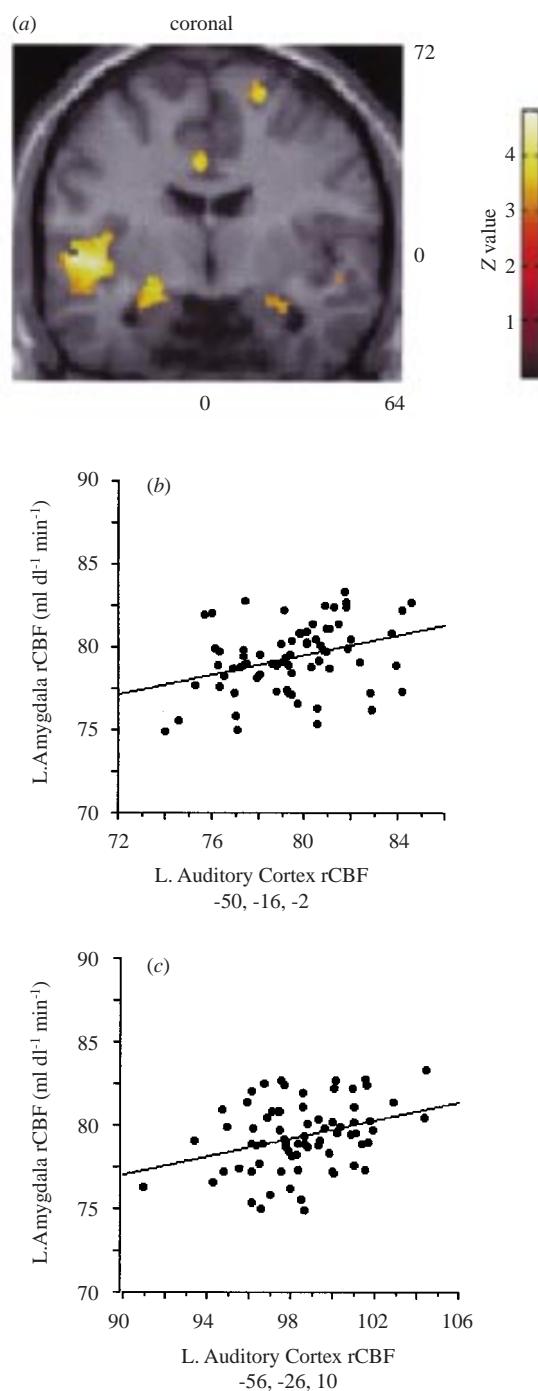 (a) coronal
72
4
3
0
Z value
2
1
0 64
90
(b)
85
80
75
70
L.Amygdala rCBF (ml dl-1 min-1)
72 76 80 84
L. Auditory Cortex rCBF
-50, -16, -2
90
(c)
85
80
75
70
L.Amygdala rCBF (ml dl-1 min-1)
90 94 98 102 106
L. Auditory Cortex rCBF
-56, -26, 10